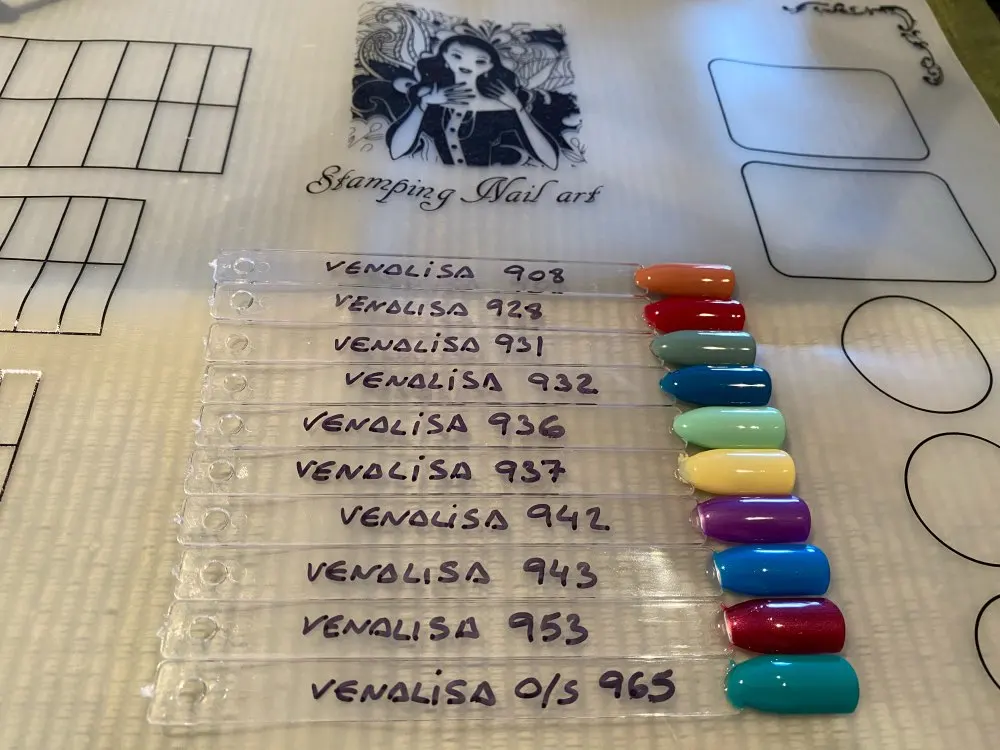 Stamping Nail art
VENALISA 908
VENALISA 928
VENALISA 931
VENALISA 932
VENALISA 936
VENALISA 937
VENALISA 942
VENALISA 943
VENALISA 953
VENALISA O/S 965